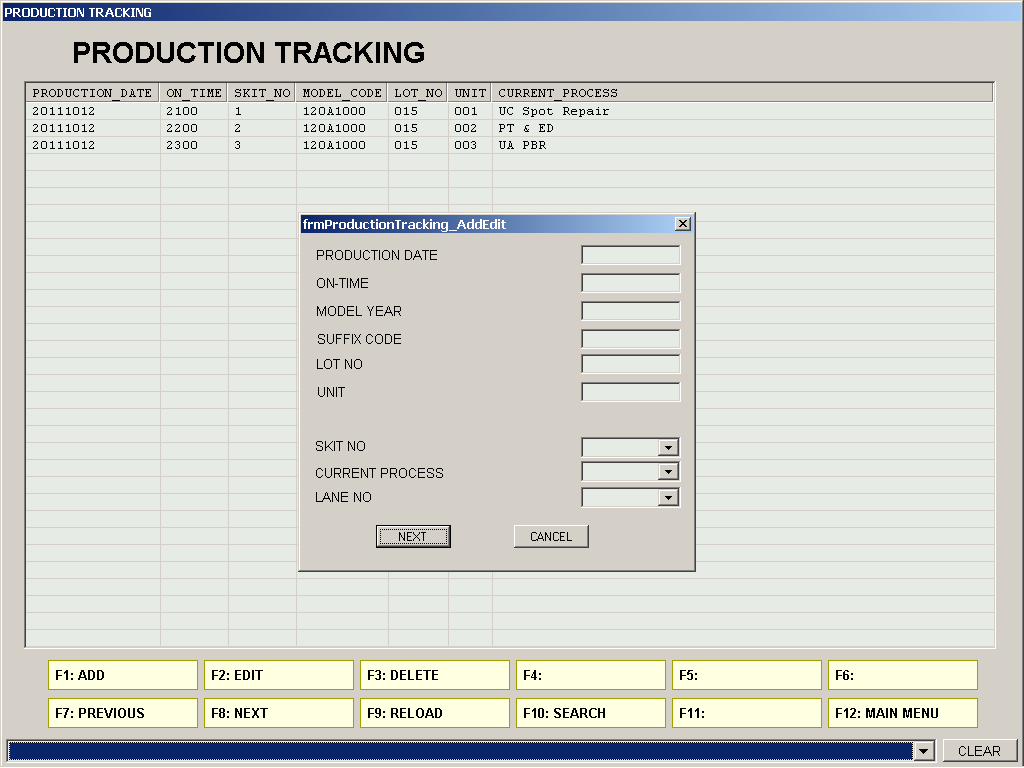 PRODUCTION TRACKING
PRODUCTION TRACKING
PRODUCTION_DATE ON_TIME SKIT_NO MODEL_CODE LOT_NO UNIT CURRENT_PROCESS
20111012 2100 1 120A1000 015 001 UC Spot Repair
20111012 2200 2 120A1000 015 002 PT & ED
20111012 2300 3 120A1000 015 003 UA PBR
frmProductionTracking_AddEdit
PRODUCTION DATE
ON-TIME
MODEL YEAR
SUFFIX CODE
LOT NO
UNIT
SKIT NO
CURRENT PROCESS
LANE NO
NEXT CANCEL
F1: ADD F2: EDIT F3: DELETE F4: F5: F6:
F7: PREVIOUS F8: NEXT F9: RELOAD F10: SEARCH F11: F12: MAIN MENU
CLEAR